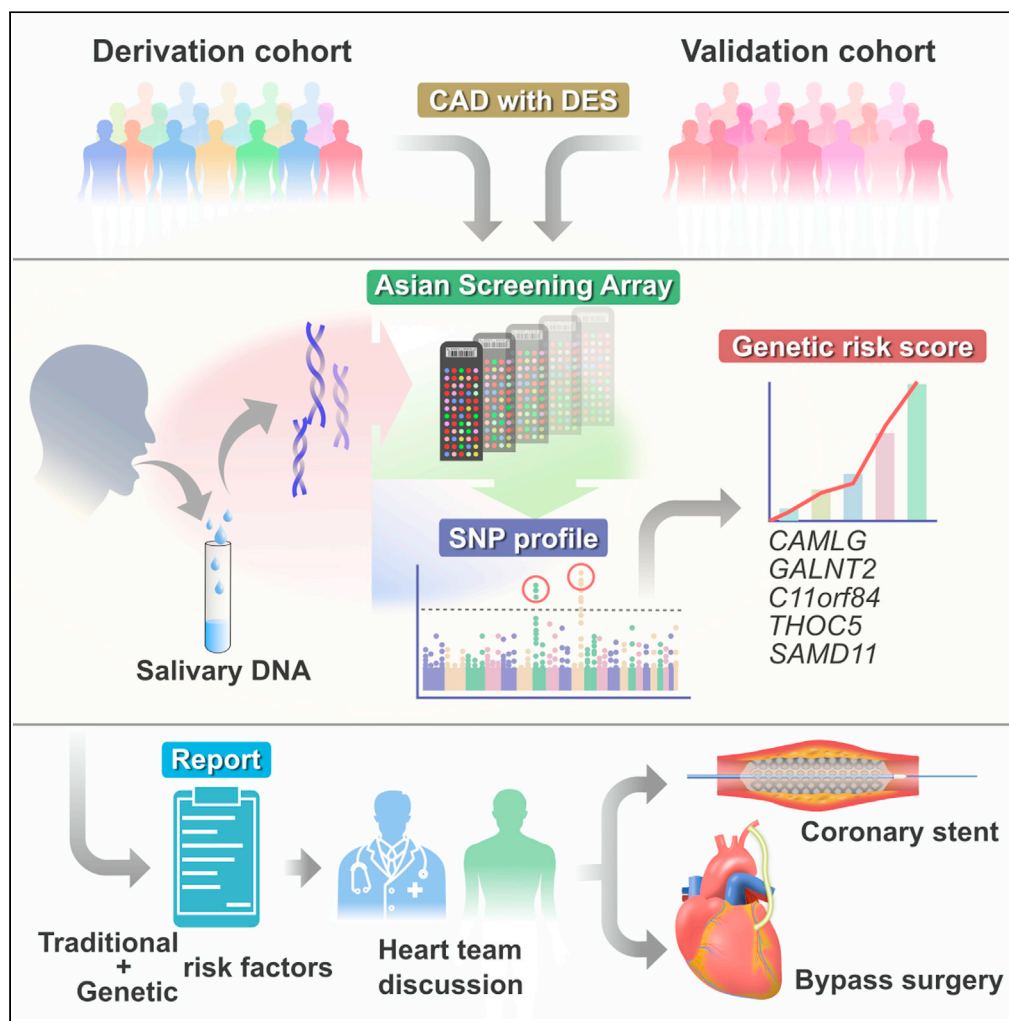 Derivation cohort
Validation cohort
CAD with DES
Asian Screening Array
Genetic risk score
SNP profile
CAMLG
GALNT2
C11orf84
THOC5
SAMD11
Salivary DNA
Report
Traditional
+
Genetic
risk factors
Heart team
discussion
Coronary stent
Bypass surgery